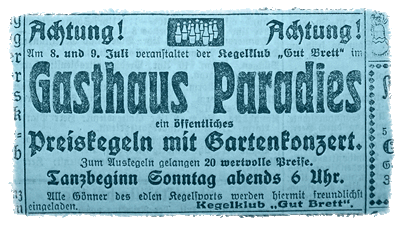 Achtung! Achtung!
Am 8. und 9. Juli veranstaltet der Kegelklub „Gut Brett" im
Gasthaus Paradies
ein öffentliches
Preiskegeln mit Gartenkonzert.
Zum Auskegeln gelangen 20 wertvolle Preise.
Tanzbeginn Sonntag abends 6 Uhr.
Alle Gönner des edlen Kegelsports werden hiermit freundlichst
eingeladen. Kegelklub „Gut Brett".